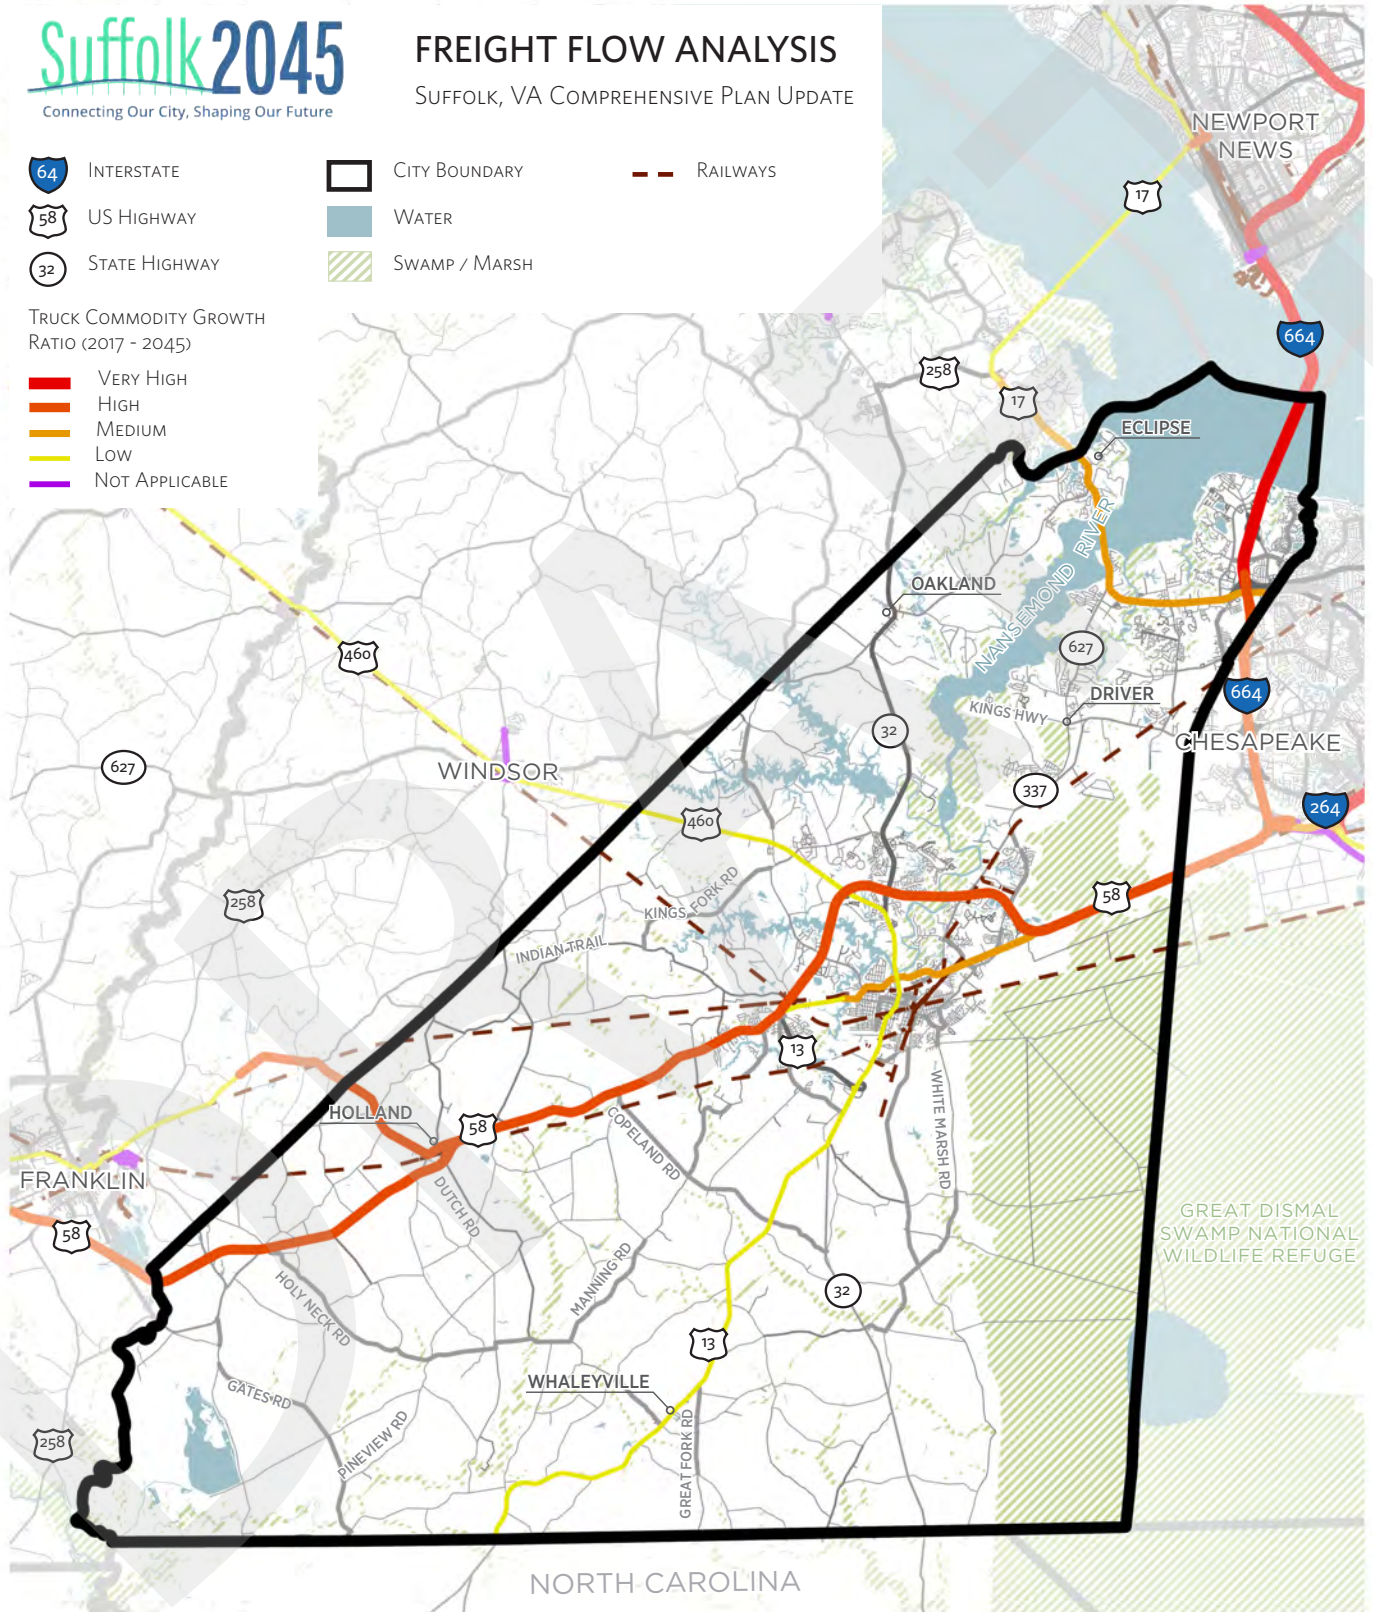 Suffolk 2045
Connecting Our City, Shaping Our Future
FREIGHT FLOW ANALYSIS
SUFFOLK, VA COMPREHENSIVE PLAN UPDATE
64 INTERSTATE
58 US HIGHWAY
32 STATE HIGHWAY
CITY BOUNDARY
WATER
SWAMP / MARSH
RAILWAYS
TRUCK COMMODITY GROWTH
RATIO (2017 - 2045)
VERY HIGH
HIGH
MEDIUM
LOW
NOT APPLICABLE
NEWPORT
NEWS
17
664
258
17
ECLIPSE
NANSEMOND RIVER
OAKLAND
627
460
664
DRIVER
KINGS HWY
32
CHESAPEAKE
627
WINDSOR
337
264
460
258
58
KINGS FORK RD
INDIAN TRAIL
13
HOLLAND
58
COPELAND RD
WHITE MARSH RD
FRANKLIN
DUTCH RD
58
GREAT DISMAL
SWAMP NATIONAL
WILDLIFE REFUGE
HOLY NECK RD
MANNING RD
32
13
WHALEYVILLE
GATES RD
PINEVIEW RD
GREAT FORK RD
258
NORTH CAROLINA
DRAFT